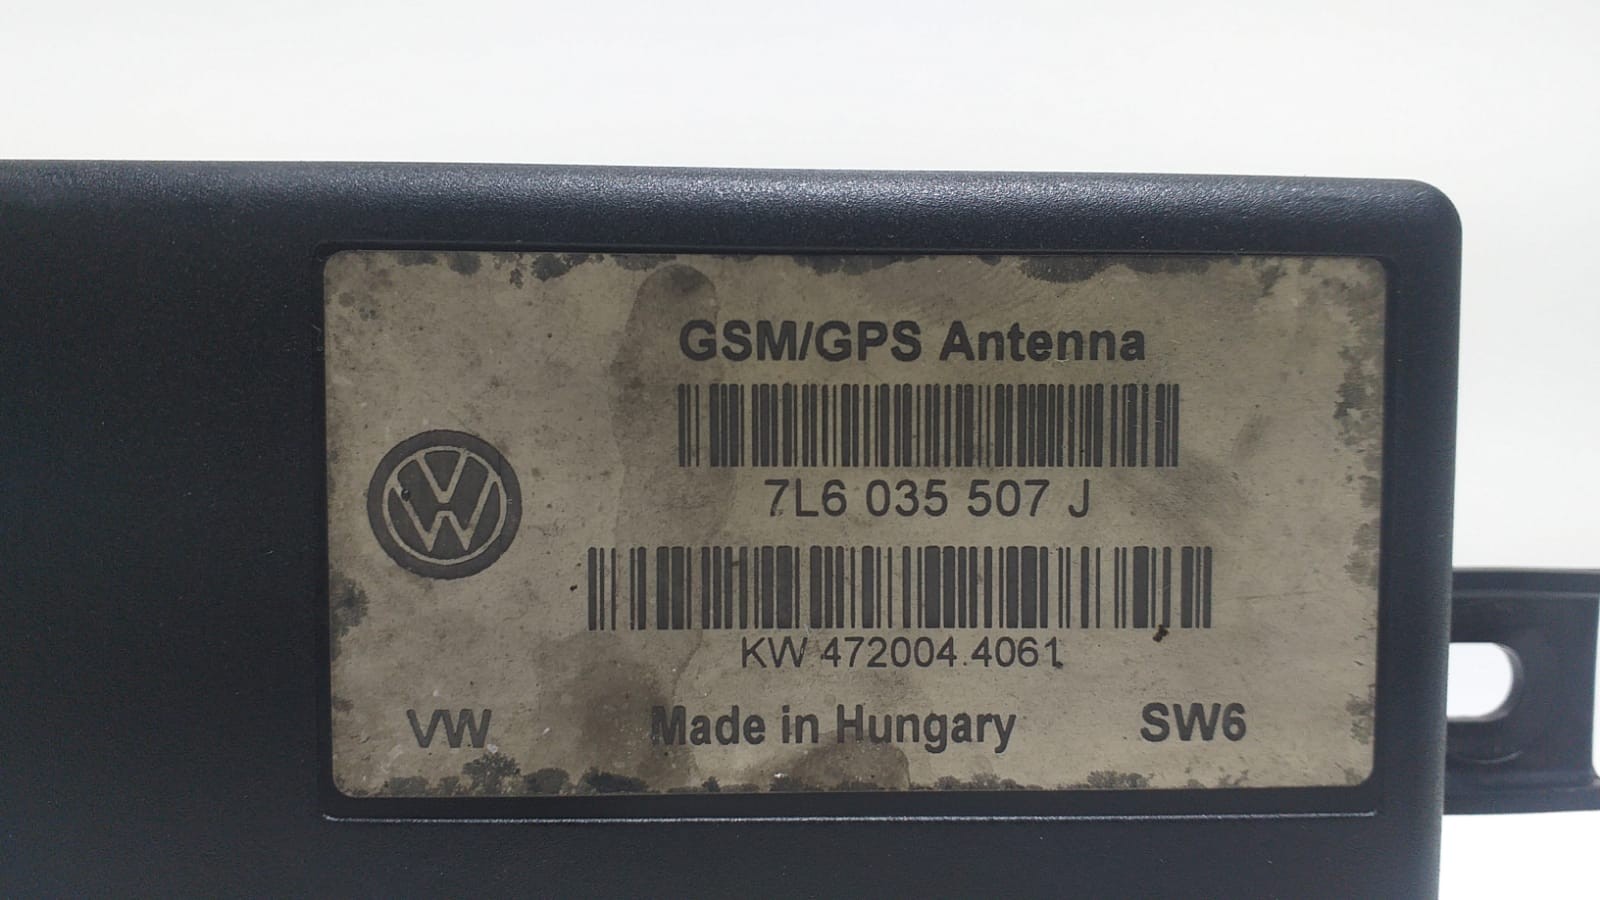 GSM/GPS Antenna
7L6 035 507 J
KW 472004 4061
VW Made in Hungary SW6